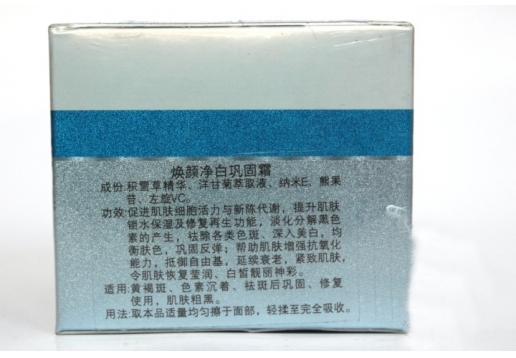 焕颜净白巩固霜
成份:积雪草精华、洋甘菊萃取液、纳米E、熊果
苷、左旋VC。
功效:促进肌肤细胞活力与新陈代谢，提升肌肤
锁水保湿及修复再生功能，淡化分解黑色
素的产生，祛除各类色斑、深入美白，均
衡肤色，巩固反弹；帮助肌肤增强抗氧化
能力，抵御自由基，延续衰老，紧致肌肤，
令肌肤恢复莹润、白皙靓丽神彩。
适用:黄褐斑、色素沉着、祛斑后巩固、修复
使用，肌肤粗黑。
用法:取本品适量均匀搽于面部，轻揉至完全吸收。